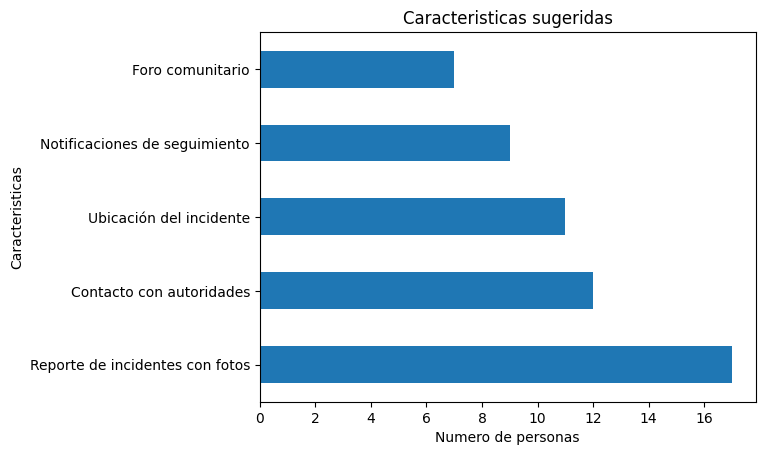 Caracteristicas sugeridas
Foro comunitario
Notificaciones de seguimiento
Ubicación del incidente
Contacto con autoridades
Reporte de incidentes con fotos
Caracteristicas
0 2 4 6 8 10 12 14 16
Numero de personas